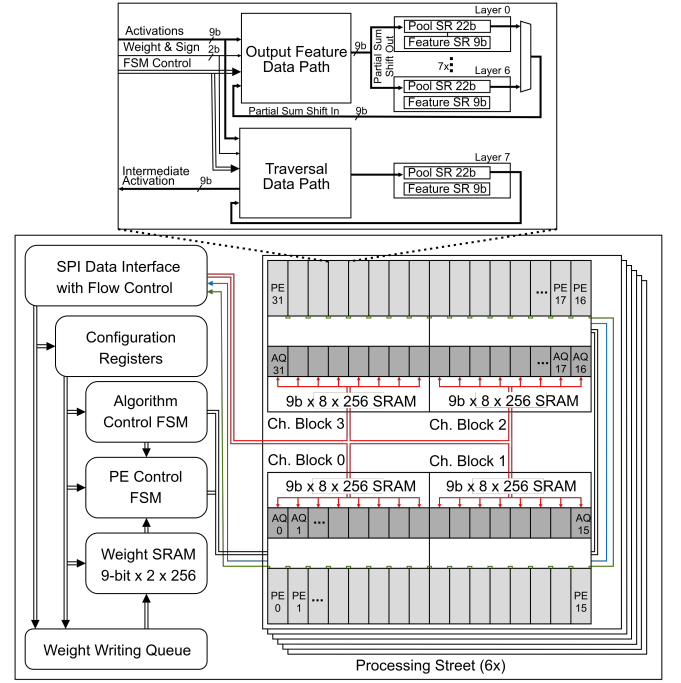 Layer 0
Activations
9b
Weight & Sign
2b
FSM Control
Output Feature
Data Path
9b
Partial Sum
Shift Out
Pool SR 22b
Feature SR 9b
7x
Layer 6
Pool SR 22b
Feature SR 9b
Partial Sum Shift In
9b
Intermediate
Activation
9b
Traversal
Data Path
Layer 7
Pool SR 22b
Feature SR 9b
SPI Data Interface
with Flow Control
Configuration
Registers
Algorithm
Control FSM
PE Control
FSM
Weight SRAM
9-bit x 2 x 256
Weight Writing Queue
PE
31
...
PE
17
PE
16
AQ
31
...
AQ
17
AQ
16
9b x 8 x 256 SRAM
9b x 8 x 256 SRAM
Ch. Block 3
Ch. Block 2
Ch. Block 0
Ch. Block 1
9b x 8 x 256 SRAM
9b x 8 x 256 SRAM
AQ
0
AQ
1
...
AQ
15
PE
0
PE
1
...
PE
15
Processing Street (6x)